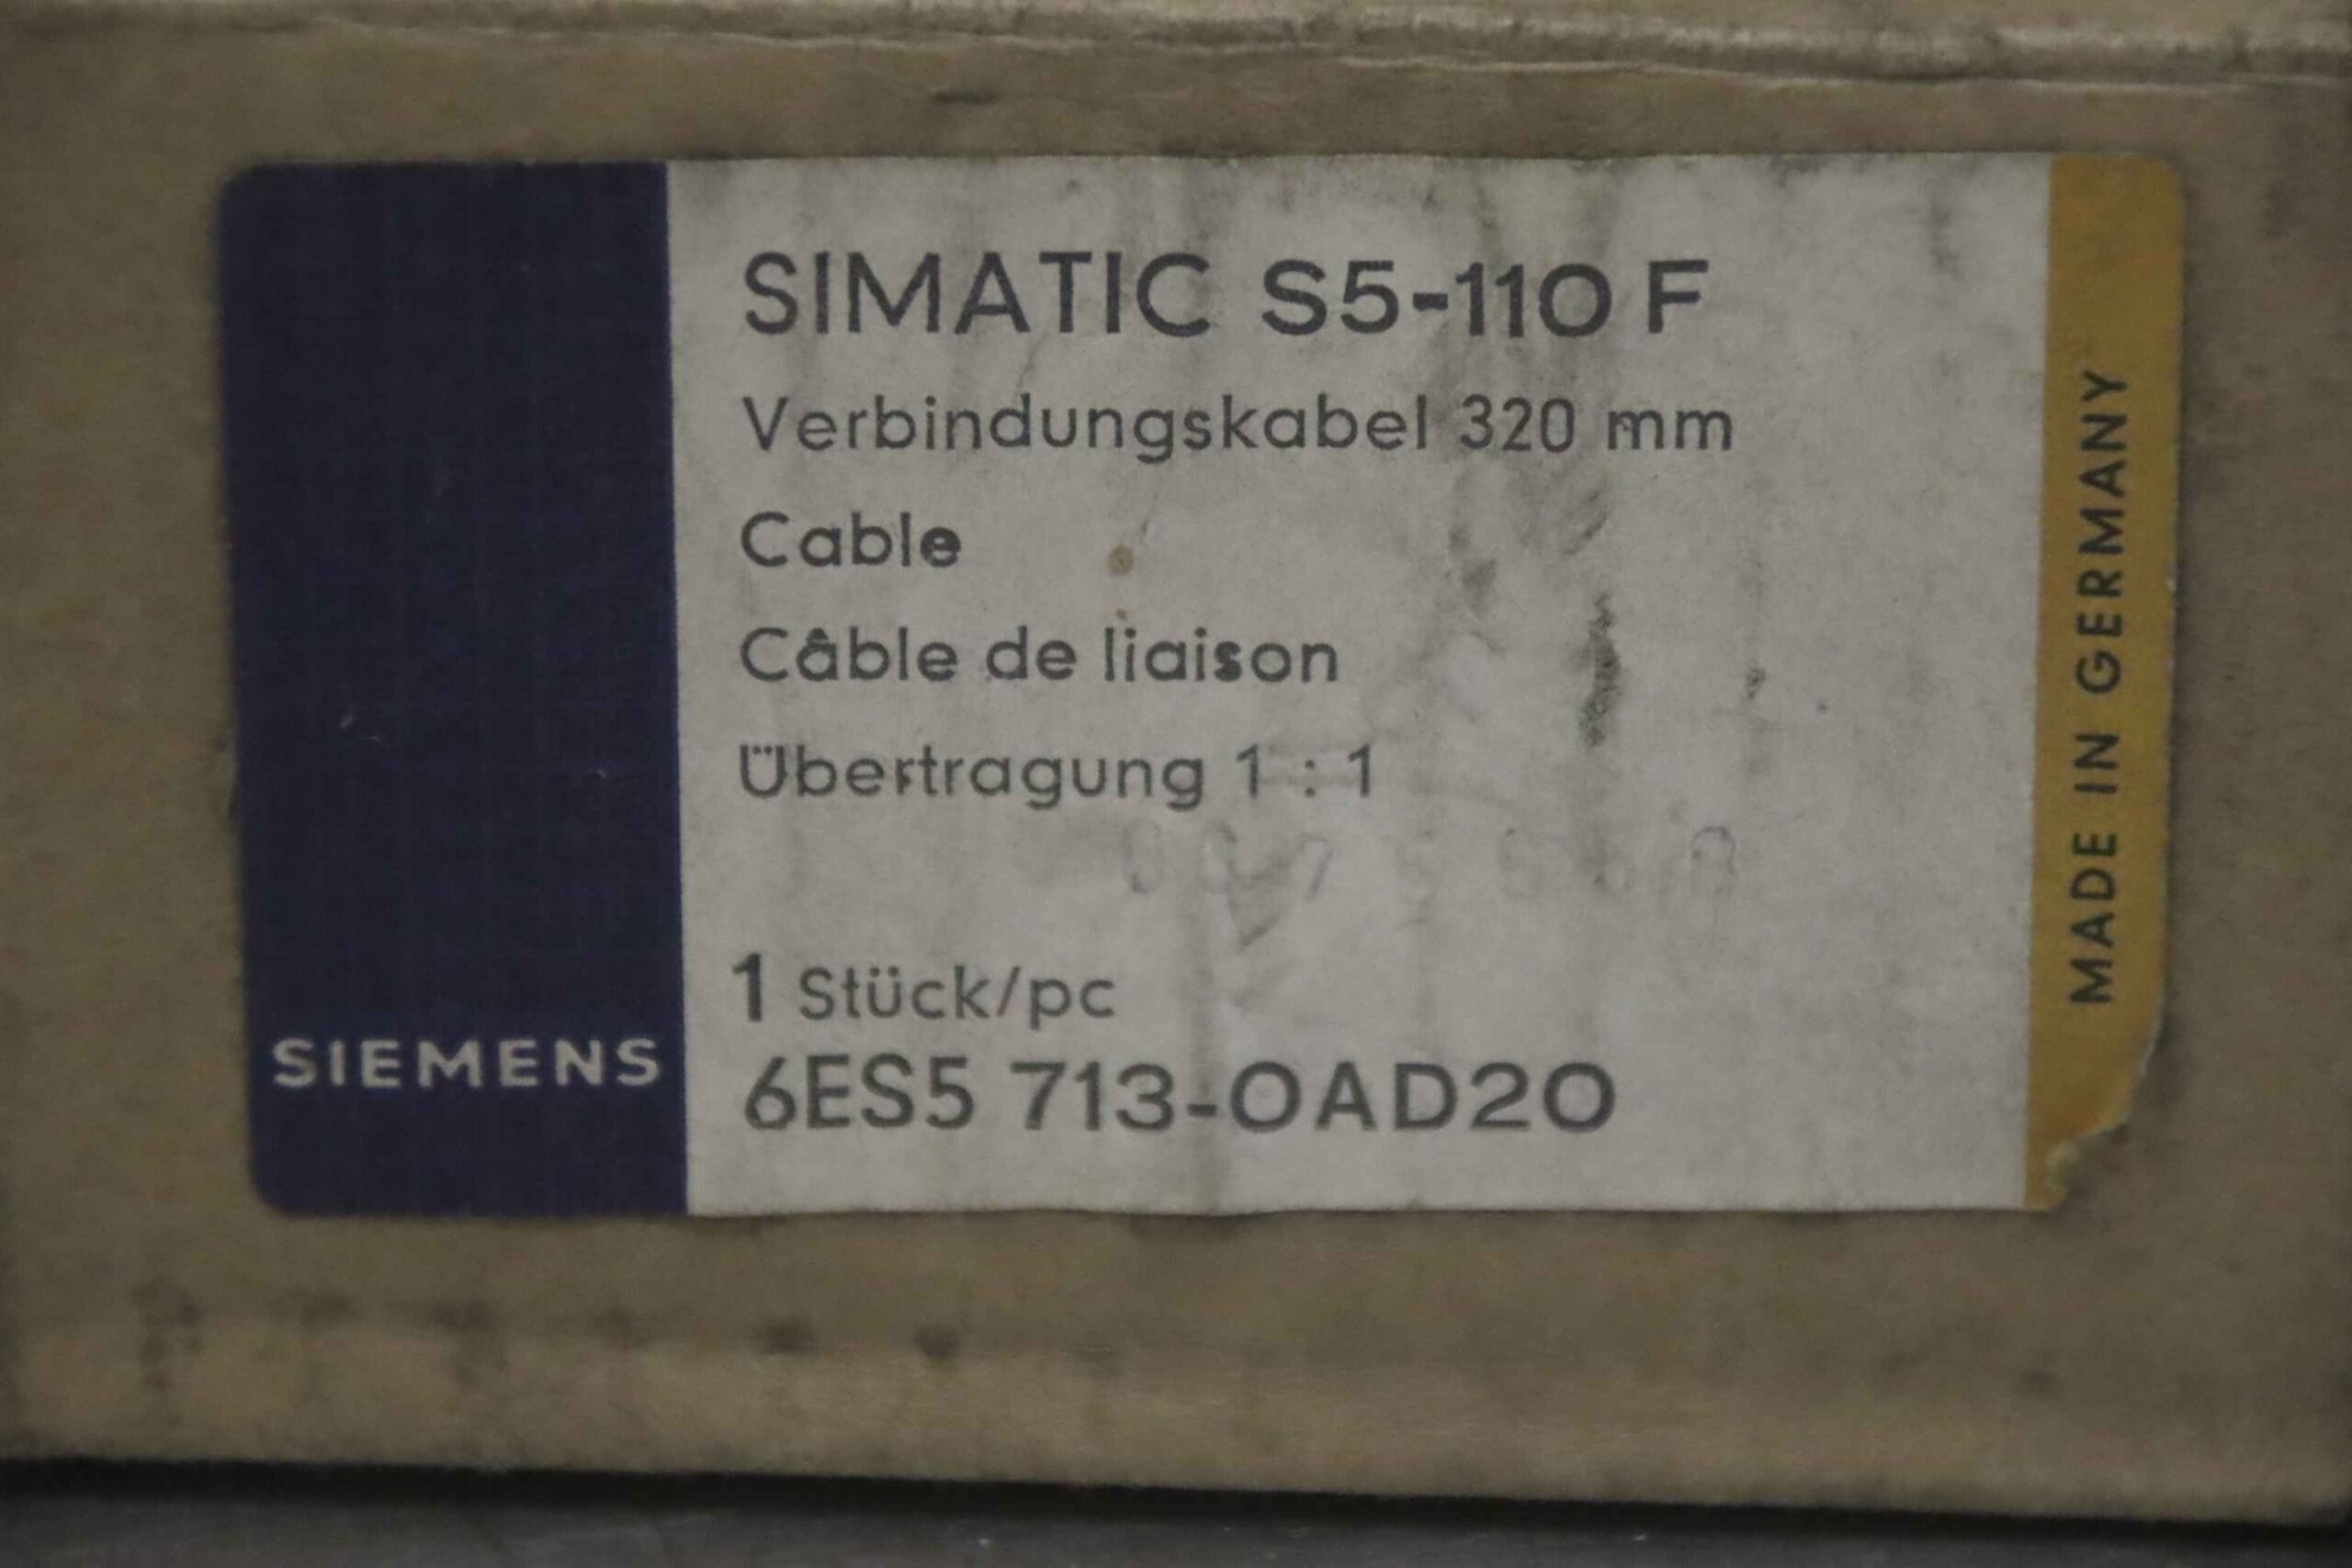 SIMATIC S5-110 F
Verbindungskabel 320 mm
Cable
Câble de liaison
Übertragung 1 : 1
1 Stück/pc
6ES5 713-0AD20
SIEMENS
MADE IN GERMANY